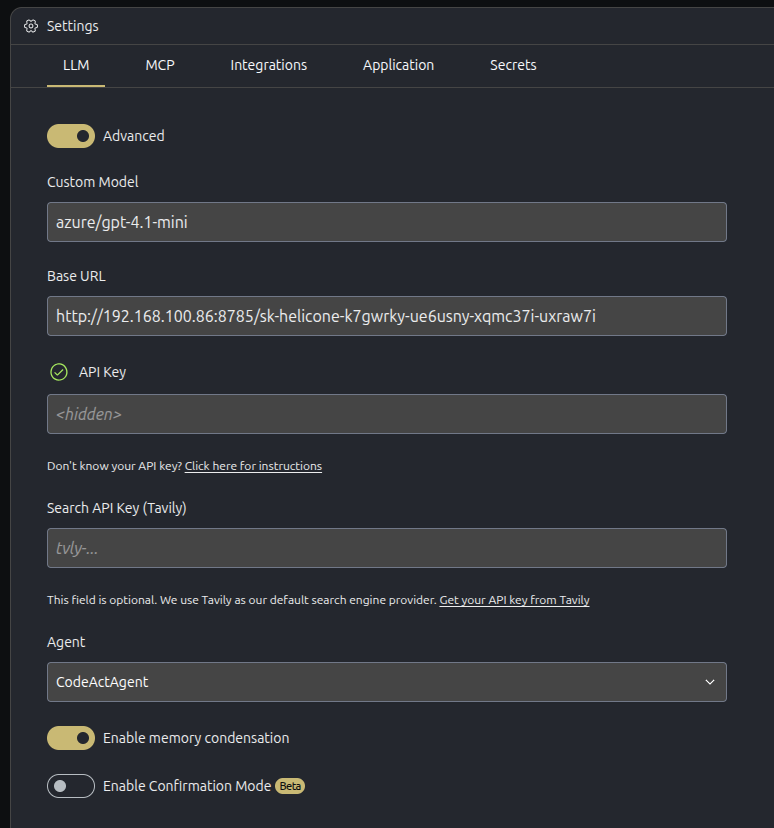 Settings
LLM MCP Integrations Application Secrets
Advanced
Custom Model
azure/gpt-4.1-mini
Base URL
http://192.168.100.86:8785/sk-helicone-k7gwrky-ue6usny-xqmc37i-uxraw7i
API Key
<hidden>
Don't know your API key? Click here for instructions
Search API Key (Tavily)
tvly-...
This field is optional. We use Tavily as our default search engine provider. Get your API key from Tavily
Agent
CodeActAgent
Enable memory condensation
Enable Confirmation Mode Beta